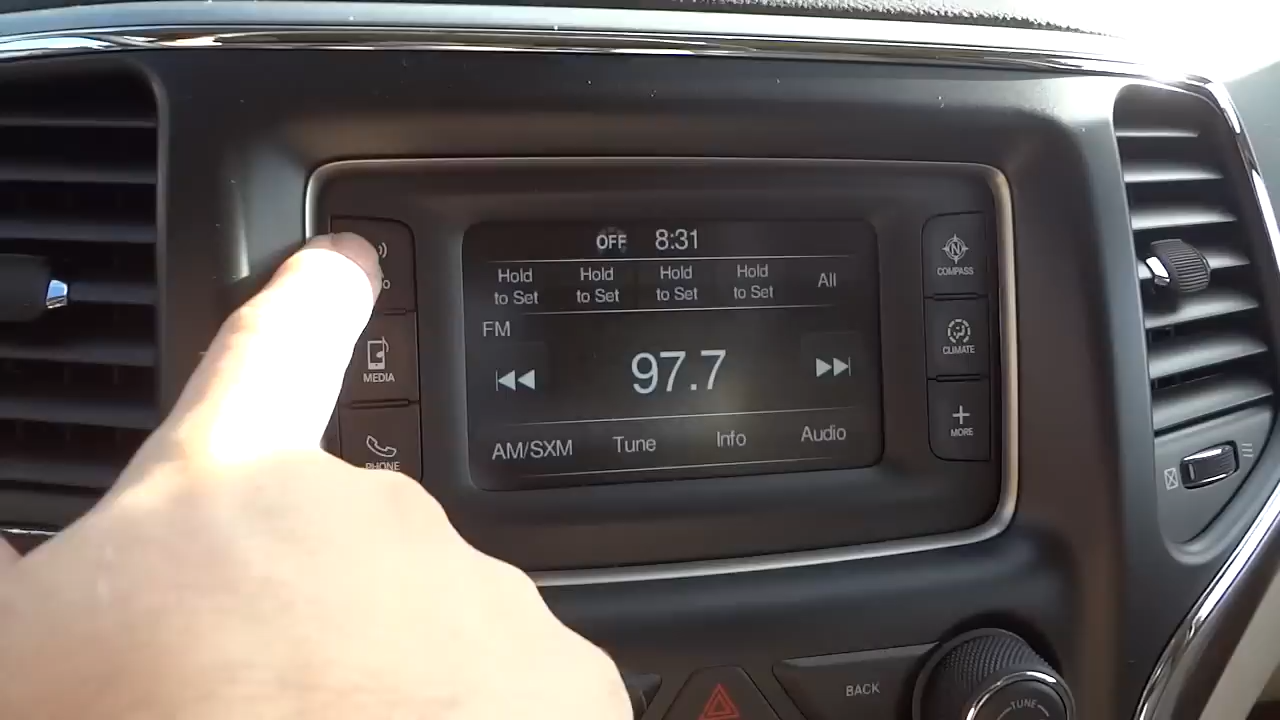 OFF 8:31
Hold to Set
Hold to Set
Hold to Set
Hold to Set
All
FM
97.7
AM/SXM Tune Info Audio
MEDIA
PHONE
COMPASS
CLIMATE
MORE
BACK
TUNE